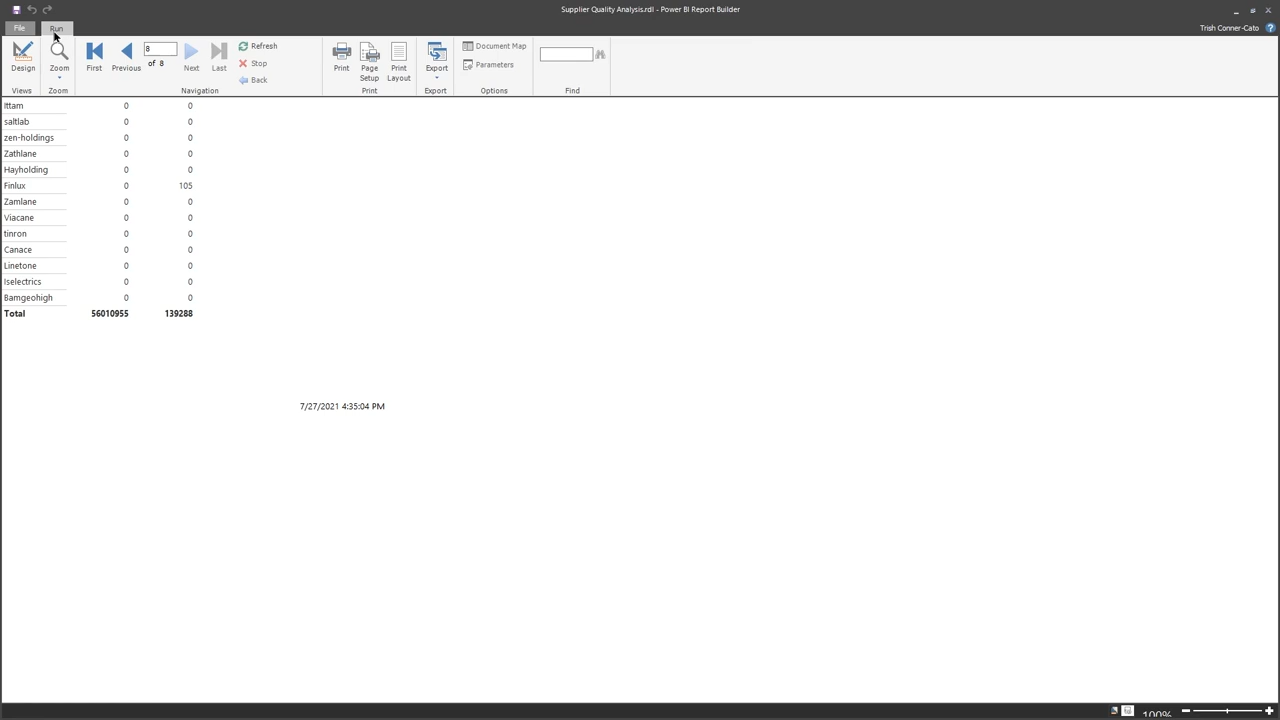 Supplier Quality Analysis.rdl - Power BI Report Builder
File Run Trish Conner-Cato ?
Design Zoom First Previous 8 of 8 Next Last Refresh Stop Back Print Page Setup Print Layout Export Document Map Parameters
Views Zoom Navigation Print Export Options Find
Ittam 0 0
saltlab 0 0
zen-holdings 0 0
Zathlane 0 0
Hayholding 0 0
Finlux 0 105
Zamlane 0 0
Viacane 0 0
tinron 0 0
Canace 0 0
Linetone 0 0
Iselectrics 0 0
Bamgeohigh 0 0
Total 56010955 139288
7/27/2021 4:35:04 PM
100%